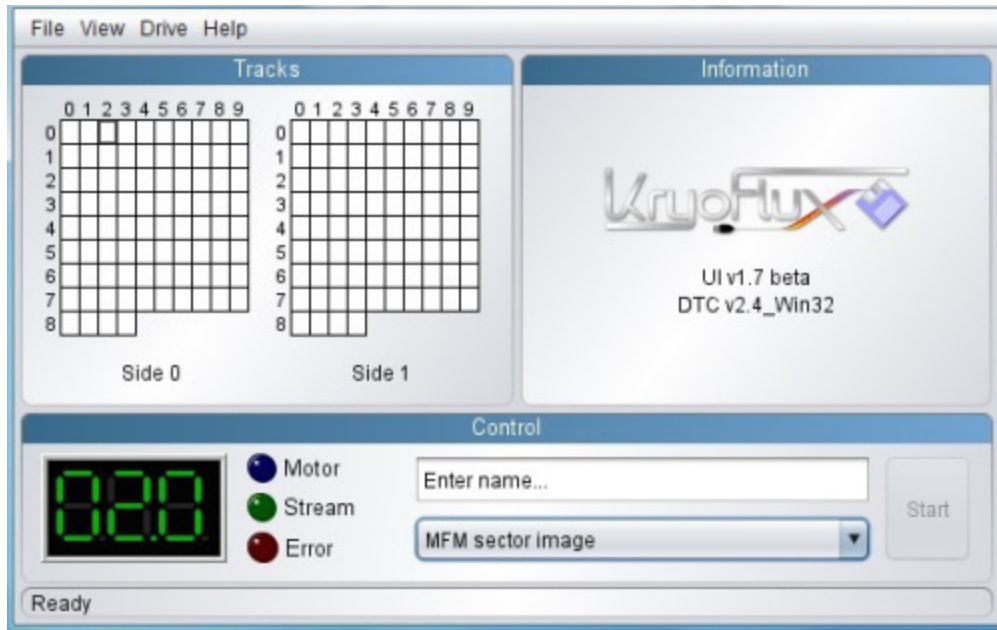 File View Drive Help
Tracks
0 1 2 3 4 5 6 7 8 9
0
1
2
3
4
5
6
7
8
Side 0
0 1 2 3 4 5 6 7 8 9
0
1
2
3
4
5
6
7
8
Side 1
Information
KryoFlux
UI v1.7 beta
DTC v2.4_Win32
Control
02.0
Motor
Stream
Error
Enter name...
MFM sector image
Start
Ready